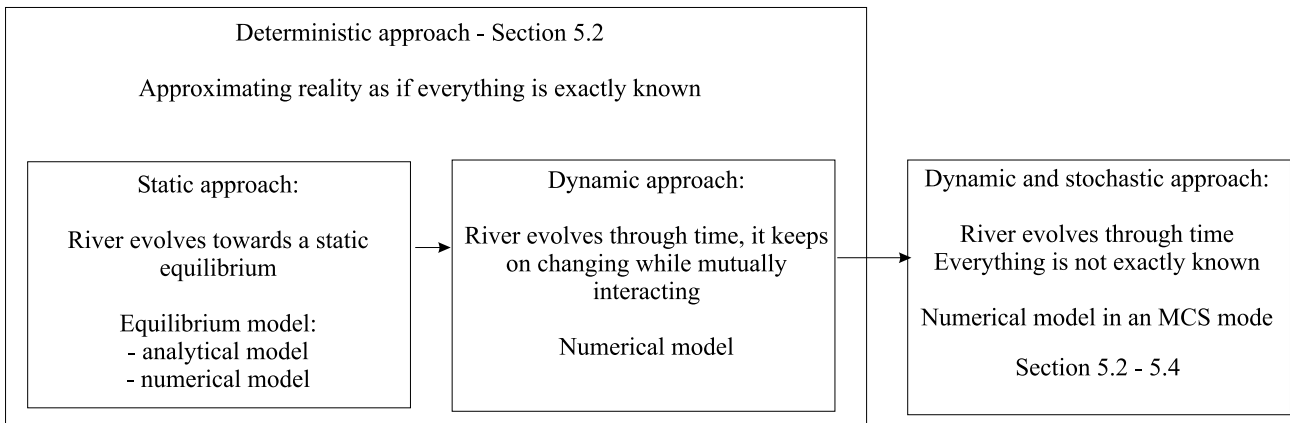 Deterministic approach - Section 5.2
Approximating reality as if everything is exactly known
Static approach:
River evolves towards a static
equilibrium
Equilibrium model:
- analytical model
- numerical model
Dynamic approach:
River evolves through time, it keeps
on changing while mutually
interacting
Numerical model
Dynamic and stochastic approach:
River evolves through time
Everything is not exactly known
Numerical model in an MCS mode
Section 5.2 - 5.4